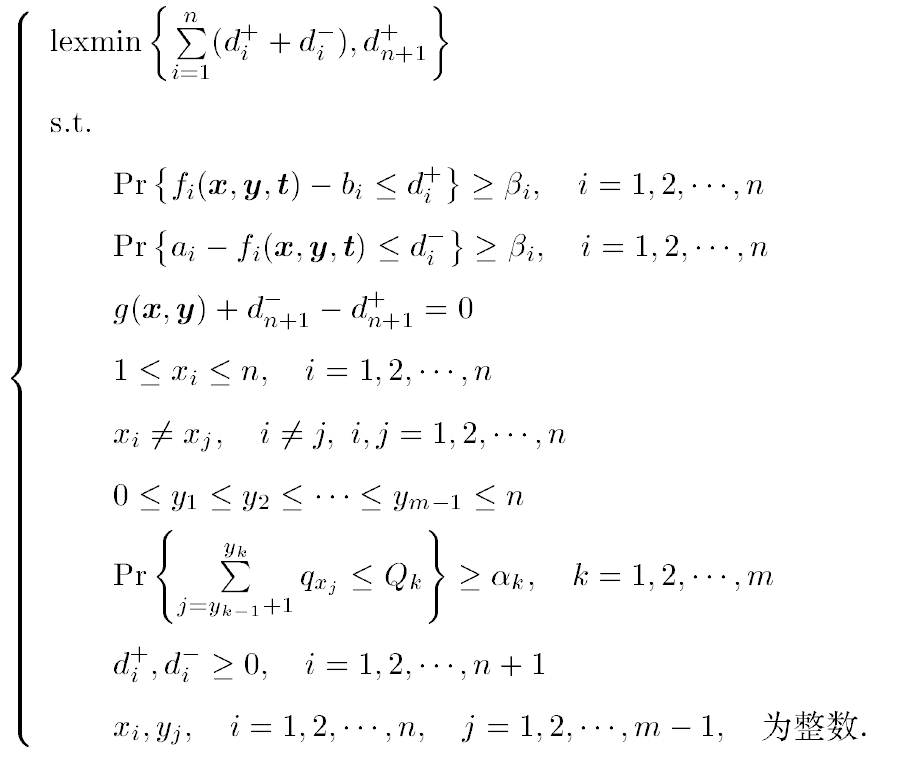 lexmin { ∑_{i=1}^{n} (d_i^+ + d_i^-), d_{n+1}^+ }
s.t.
Pr { f_i(𝒙, 𝒚, 𝒕) − b_i ≤ d_i^+ } ≥ β_i, i = 1, 2, ⋯, n
Pr { a_i − f_i(𝒙, 𝒚, 𝒕) ≤ d_i^- } ≥ β_i, i = 1, 2, ⋯, n
g(𝒙, 𝒚) + d_{n+1}^- − d_{n+1}^+ = 0
1 ≤ x_i ≤ n, i = 1, 2, ⋯, n
x_i ≠ x_j, i ≠ j, i, j = 1, 2, ⋯, n
0 ≤ y_1 ≤ y_2 ≤ ⋯ ≤ y_{m−1} ≤ n
Pr { ∑_{j=y_{k−1}+1}^{y_k} q_{x_j} ≤ Q_k } ≥ α_k, k = 1, 2, ⋯, m
d_i^+, d_i^- ≥ 0, i = 1, 2, ⋯, n + 1
x_i, y_j, i = 1, 2, ⋯, n, j = 1, 2, ⋯, m − 1, 为整数.